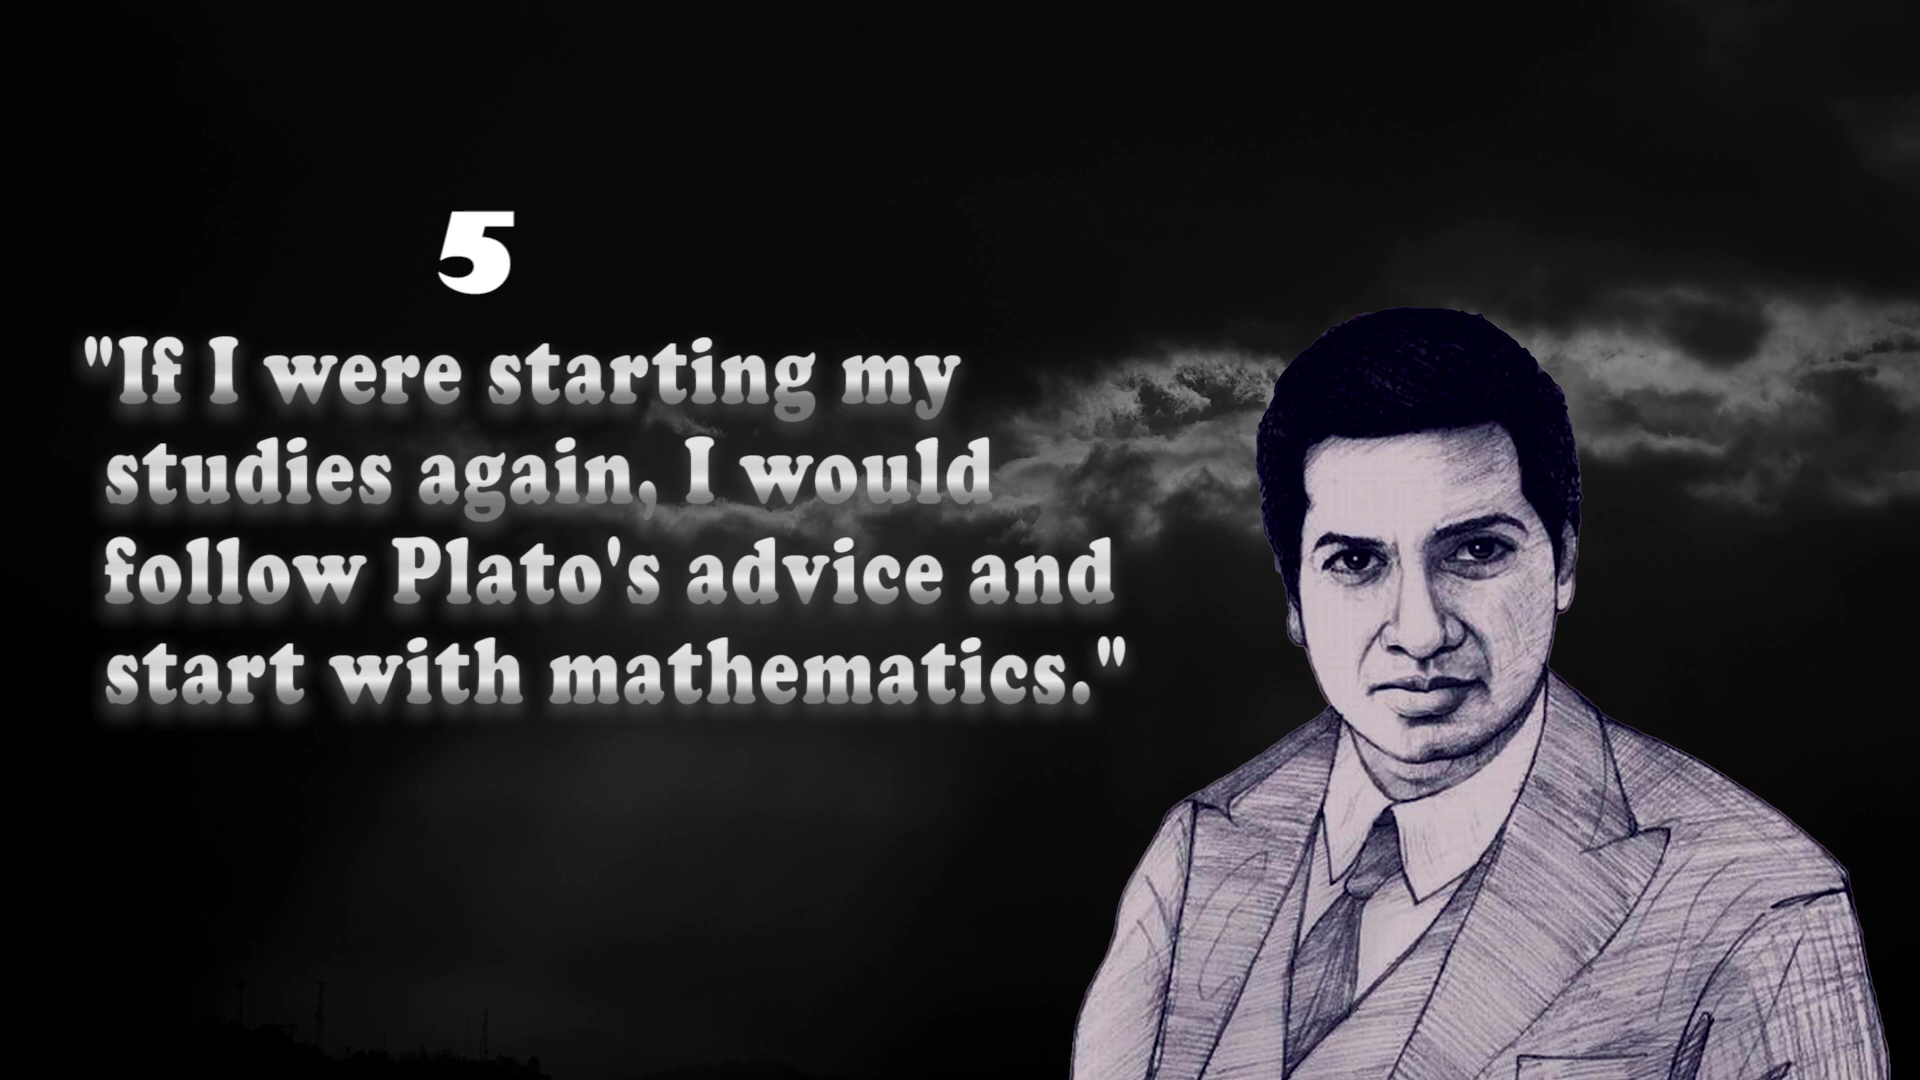 5
"If I were starting my
studies again, I would
follow Plato's advice and
start with mathematics."